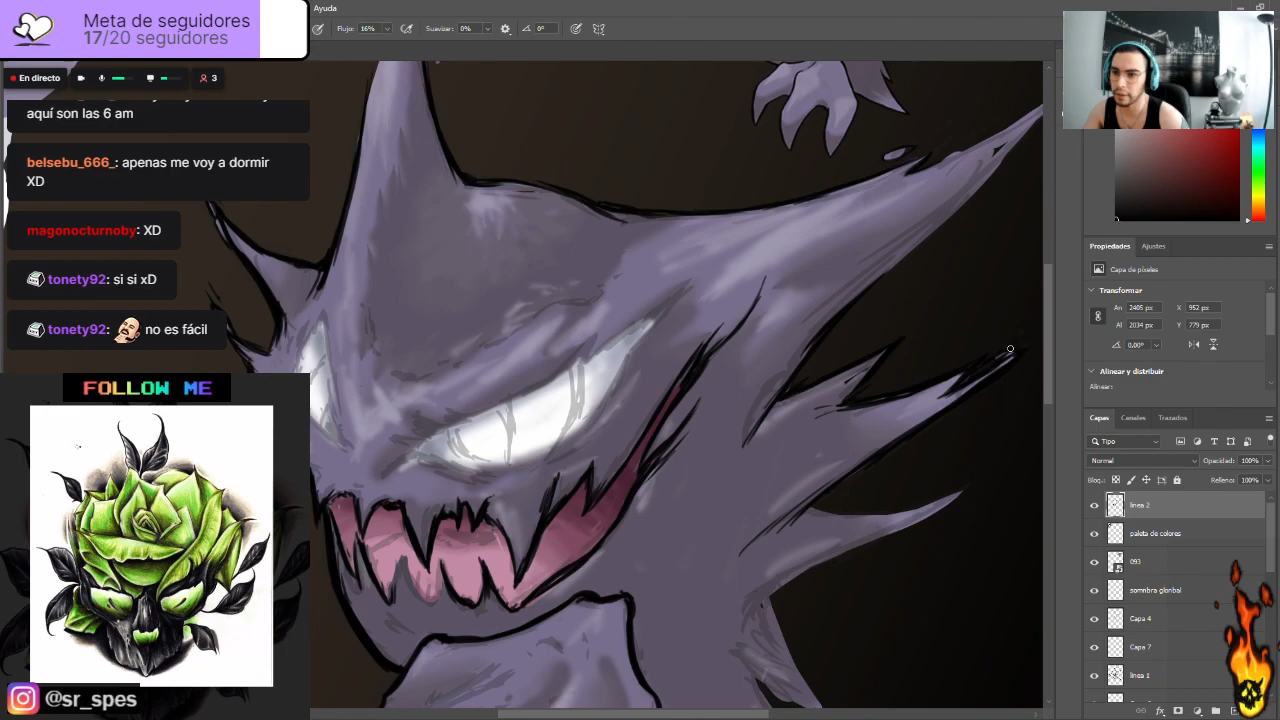 Meta de seguidores
17/20 seguidores
En directo
3
aquí son las 6 am
belsebu_666_: apenas me voy a dormir
XD
magonocturnoby: XD
tonety92: si si xD
tonety92: no es fácil
FOLLOW ME
@sr_spes
Ayuda
Flujo: 16%
Suavizar: 0%
0°
Propiedades
Ajustes
Capa de píxeles
Transformar
An 2405 px
X 952 px
Al 2034 px
Y 779 px
0,00°
Alinear y distribuir
Alinear:
Capas
Canales
Trazados
Tipo
Normal
Opacidad: 100%
Bloq.:
Relleno: 100%
linea 2
paleta de colores
093
somnbra glonbal
Capa 4
Capa 7
linea 1